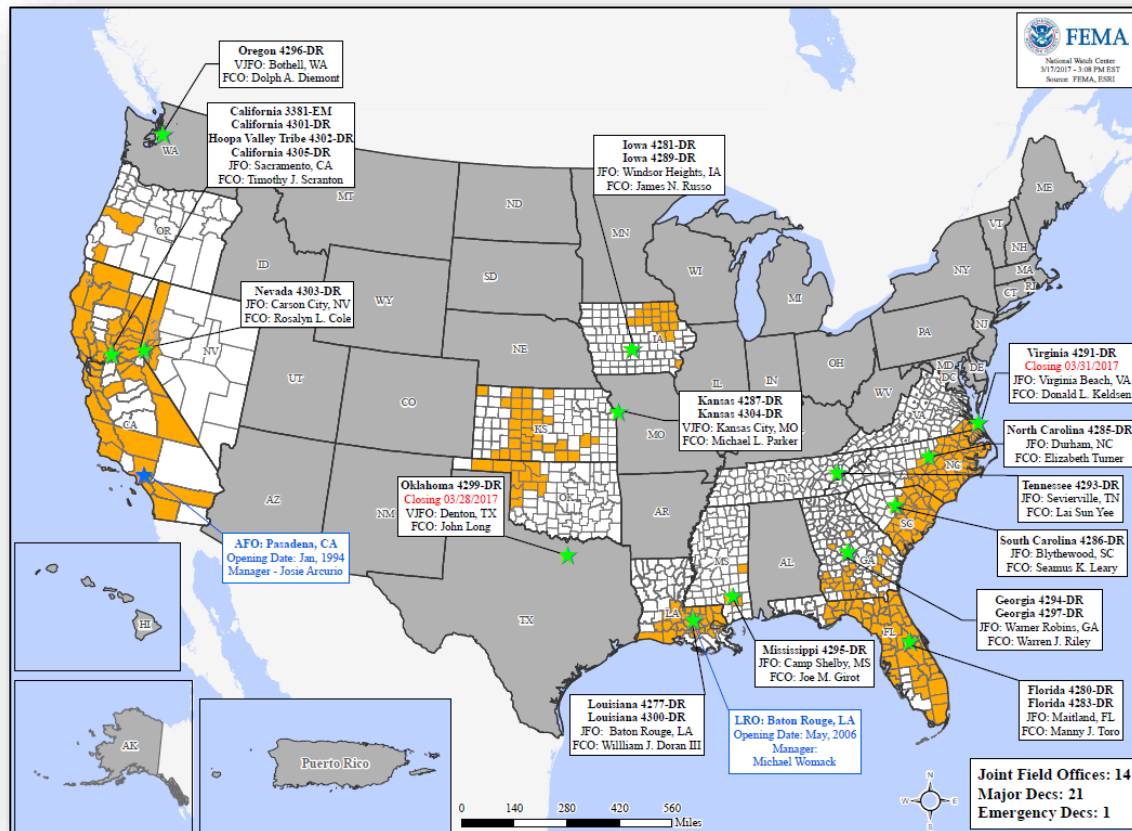 FEMA
National Watch Center
3/17/2017 - 3:08 PM EST
Source: FEMA, ESRI
Oregon 4296-DR
VJFO: Bothell, WA
FCO: Dolph A. Diemont
California 3381-EM
California 4301-DR
Hoopa Valley Tribe 4302-DR
California 4305-DR
JFO: Sacramento, CA
FCO: Timothy J. Scranton
Nevada 4303-DR
JFO: Carson City, NV
FCO: Rosalyn L. Cole
Iowa 4281-DR
Iowa 4289-DR
JFO: Windsor Heights, IA
FCO: James N. Russo
Kansas 4287-DR
Kansas 4304-DR
VJFO: Kansas City, MO
FCO: Michael L. Parker
Oklahoma 4299-DR
Closing 03/28/2017
VJFO: Denton, TX
FCO: John Long
AFO: Pasadena, CA
Opening Date: Jan, 1994
Manager - Josie Arcurio
Virginia 4291-DR
Closing 03/31/2017
JFO: Virginia Beach, VA
FCO: Donald L. Keldsen
North Carolina 4285-DR
JFO: Durham, NC
FCO: Elizabeth Turner
Tennessee 4293-DR
JFO: Sevierville, TN
FCO: Lai Sun Yee
South Carolina 4286-DR
JFO: Blythewood, SC
FCO: Seamus K. Leary
Georgia 4294-DR
Georgia 4297-DR
JFO: Warner Robins, GA
FCO: Warren J. Riley
Mississippi 4295-DR
JFO: Camp Shelby, MS
FCO: Joe M. Girot
Florida 4280-DR
Florida 4283-DR
JFO: Maitland, FL
FCO: Manny J. Toro
Louisiana 4277-DR
Louisiana 4300-DR
JFO: Baton Rouge, LA
FCO: Willliam J. Doran III
LRO: Baton Rouge, LA
Opening Date: May, 2006
Manager:
Michael Womack
WA
OR
CA
NV
ID
MT
WY
UT
CO
AZ
NM
ND
SD
NE
KS
OK
TX
MN
IA
MO
AR
LA
WI
IL
IN
MI
OH
MS
AL
TN
GA
FL
SC
NC
VA
WV
MD
DC
DE
PA
NJ
NY
CT
RI
MA
VT
NH
ME
HI
AK
Puerto Rico
0 140 280 420 560
Miles
N
W
E
S
Joint Field Offices: 14
Major Decs: 21
Emergency Decs: 1